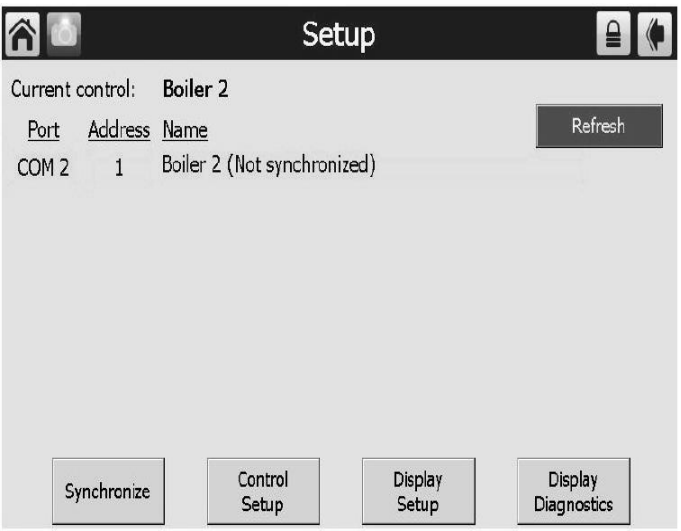 Setup
Current control: Boiler 2
Port Address Name
Refresh
COM 2 1 Boiler 2 (Not synchronized)
Synchronize
Control
Setup
Display
Setup
Display
Diagnostics